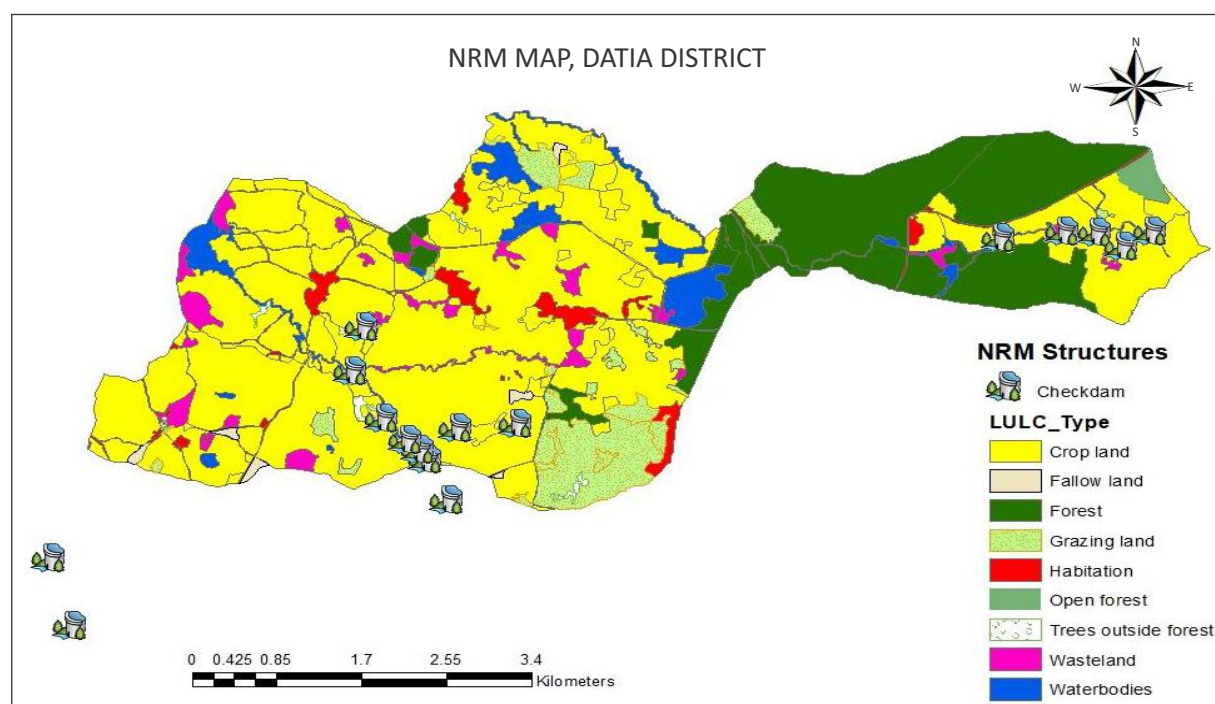 NRM MAP, DATIA DISTRICT
N
W E
S
NRM Structures
Checkdam
LULC_Type
Crop land
Fallow land
Forest
Grazing land
Habitation
Open forest
Trees outside forest
Wasteland
Waterbodies
0 0.425 0.85 1.7 2.55 3.4
Kilometers